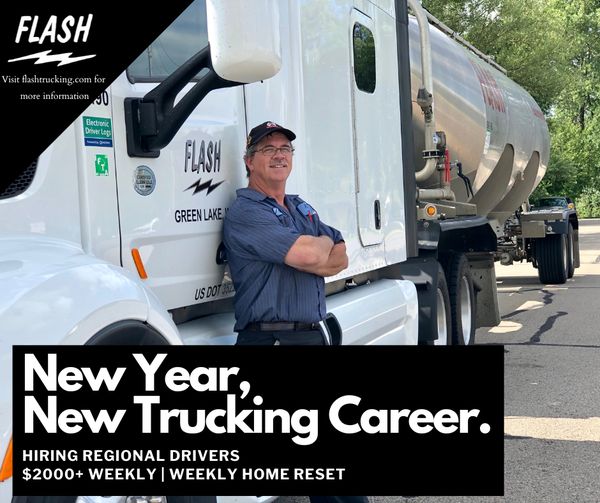 FLASH
Visit flashtrucking.com for
more information
90
Electronic
Driver Logs
FLASH
GREEN LAKE,
US DOT
New Year,
New Trucking Career.
HIRING REGIONAL DRIVERS
$2000+ WEEKLY | WEEKLY HOME RESET